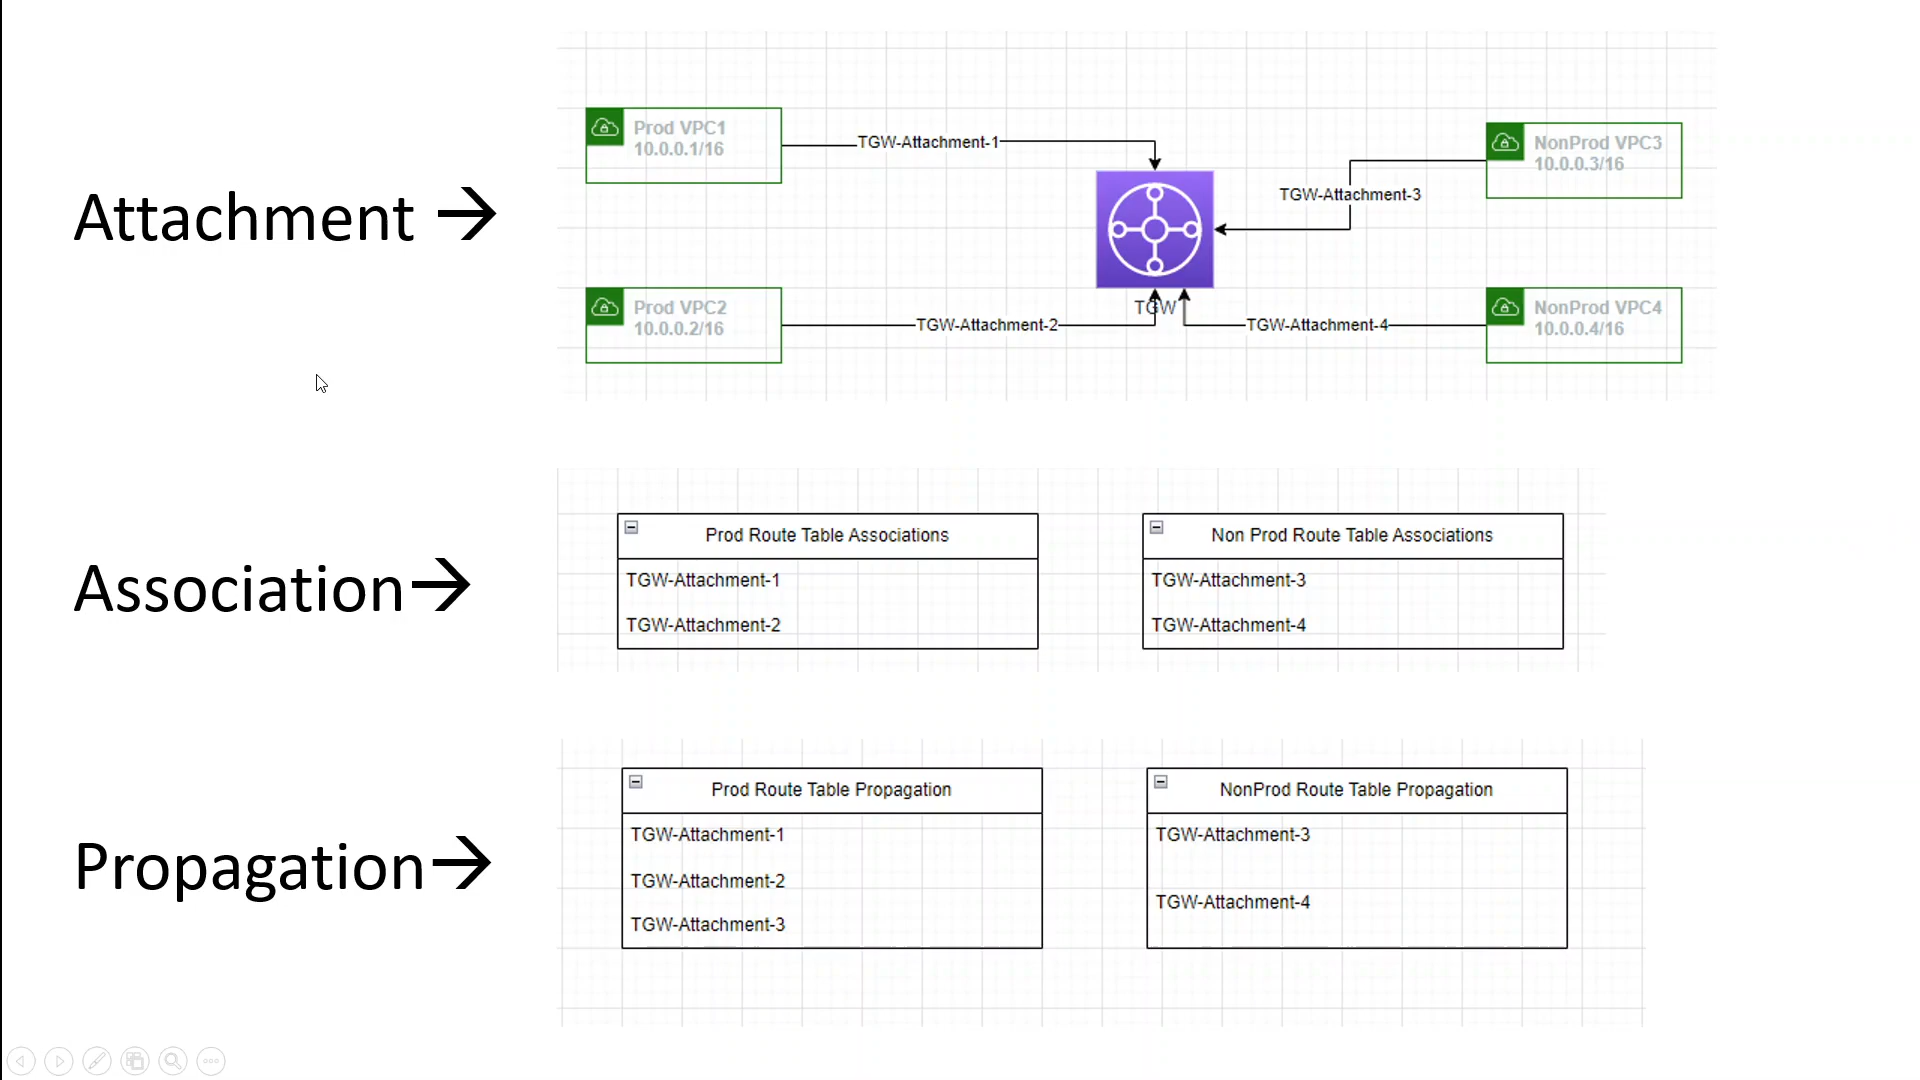 Attachment →
Prod VPC1
10.0.0.1/16
TGW-Attachment-1
NonProd VPC3
10.0.0.3/16
TGW-Attachment-3
Prod VPC2
10.0.0.2/16
TGW-Attachment-2
TGW
TGW-Attachment-4
NonProd VPC4
10.0.0.4/16
Association→
Prod Route Table Associations
TGW-Attachment-1
TGW-Attachment-2
Non Prod Route Table Associations
TGW-Attachment-3
TGW-Attachment-4
Propagation→
Prod Route Table Propagation
TGW-Attachment-1
TGW-Attachment-2
TGW-Attachment-3
NonProd Route Table Propagation
TGW-Attachment-3
TGW-Attachment-4